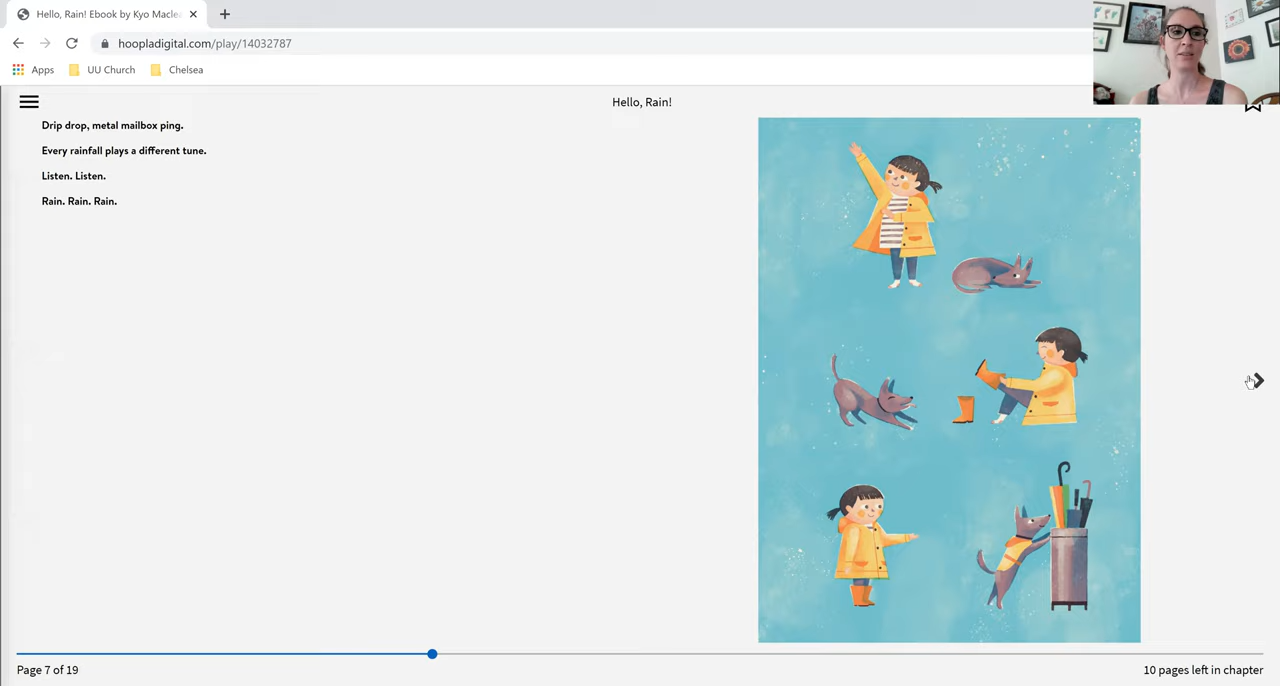 Hello, Rain! Ebook by Kyo Maclea
hoopladigital.com/play/14032787
Apps
UU Church
Chelsea
Hello, Rain!
Drip drop, metal mailbox ping.
Every rainfall plays a different tune.
Listen. Listen.
Rain. Rain. Rain.
Page 7 of 19
10 pages left in chapter